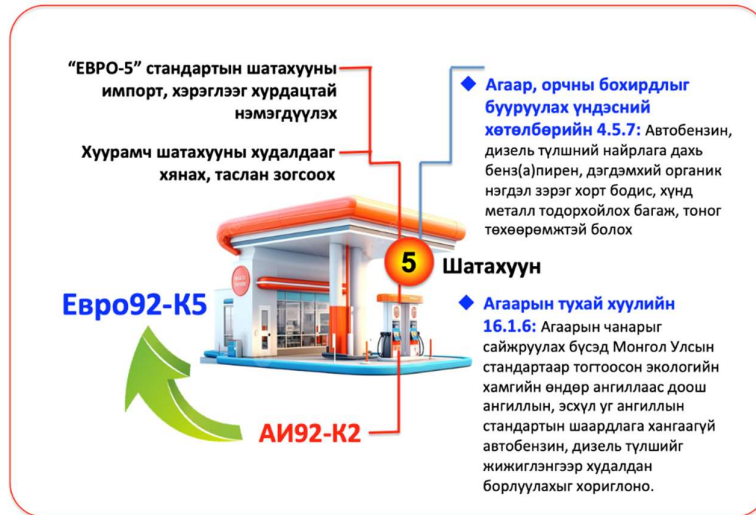 “ЕВРО-5” стандартын шатахууны
импорт, хэрэглээг хурдацтай
нэмэгдүүлэх
Хуурамч шатахууны худалдааг
хянах, таслан зогсоох
Евро92-К5
АИ92-К2
5
Шатахуун
◆ Агаар, орчны бохирдлыг
бууруулах үндэсний
хөтөлбөрийн 4.5.7: Автобензин,
дизель түлшний найрлага дахь
бенз(а)пирен, дэгдэмхий органик
нэгдэл зэрэг хорт бодис, хүнд
металл тодорхойлох багаж, тоног
төхөөрөмжтэй болох
◆ Агаарын тухай хуулийн
16.1.6: Агаарын чанарыг
сайжруулах бүсэд Монгол Улсын
стандартаар тогтоосон экологийн
хамгийн өндөр ангиллаас доош
ангиллын, эсхүл уг ангиллын
стандартын шаардлага хангаагүй
автобензин, дизель түлшийг
жижиглэнгээр худалдан
борлуулахыг хориглоно.